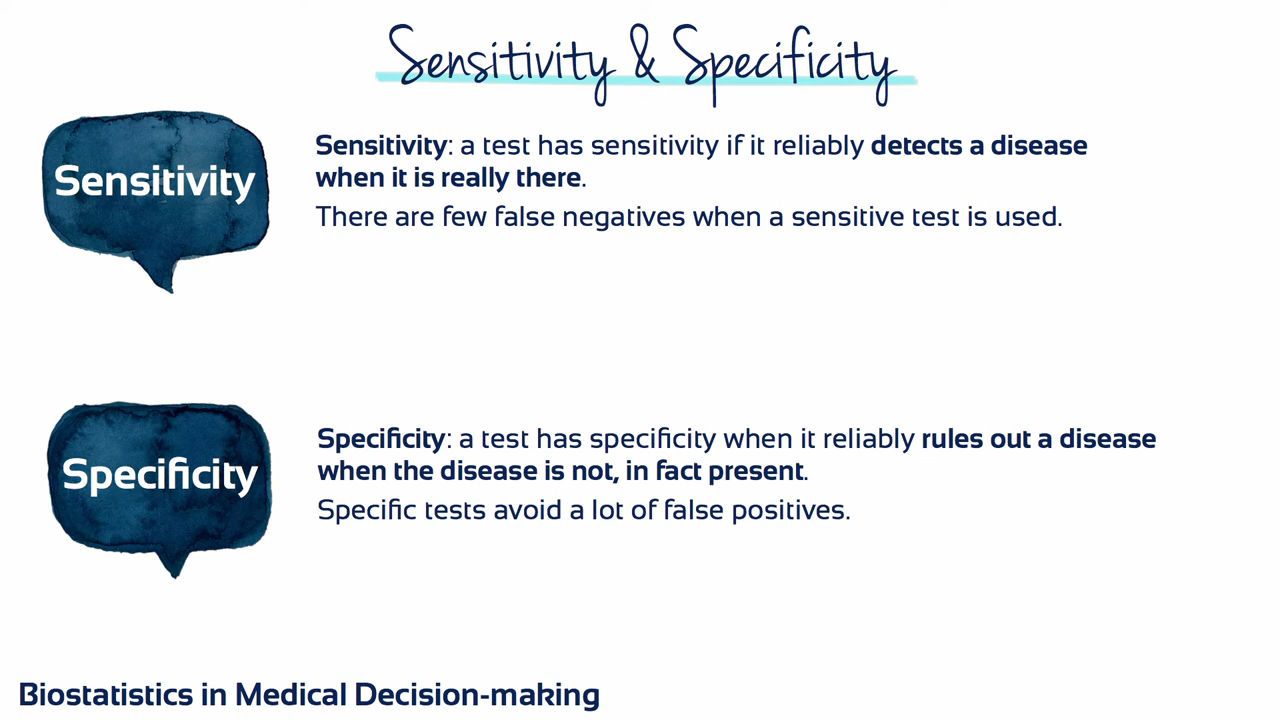 Sensitivity & Specificity
Sensitivity
Sensitivity: a test has sensitivity if it reliably detects a disease
when it is really there.
There are few false negatives when a sensitive test is used.
Specificity
Specificity: a test has specificity when it reliably rules out a disease
when the disease is not, in fact present.
Specific tests avoid a lot of false positives.
Biostatistics in Medical Decision-making